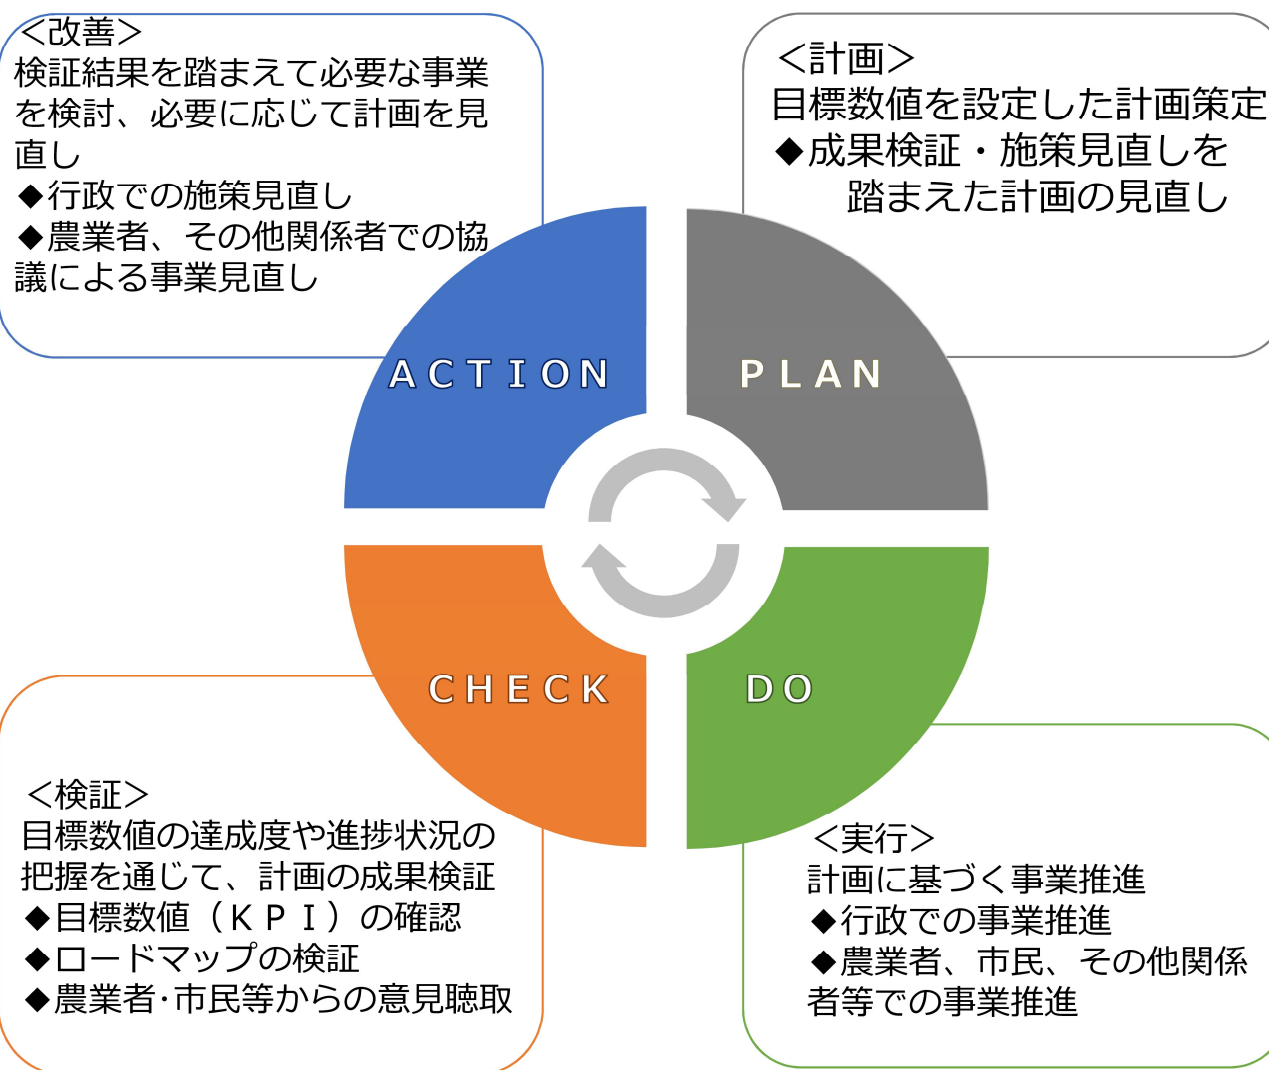 ＜改善＞
検証結果を踏まえて必要な事業
を検討、必要に応じて計画を見
直し
◆行政での施策見直し
◆農業者、その他関係者での協
議による事業見直し
＜計画＞
目標数値を設定した計画策定
◆成果検証・施策見直しを
踏まえた計画の見直し
ＡＣＴＩＯＮ
ＰＬＡＮ
ＣＨＥＣＫ
ＤＯ
＜検証＞
目標数値の達成度や進捗状況の
把握を通じて、計画の成果検証
◆目標数値（ＫＰＩ）の確認
◆ロードマップの検証
◆農業者･市民等からの意見聴取
＜実行＞
計画に基づく事業推進
◆行政での事業推進
◆農業者、市民、その他関係
者等での事業推進